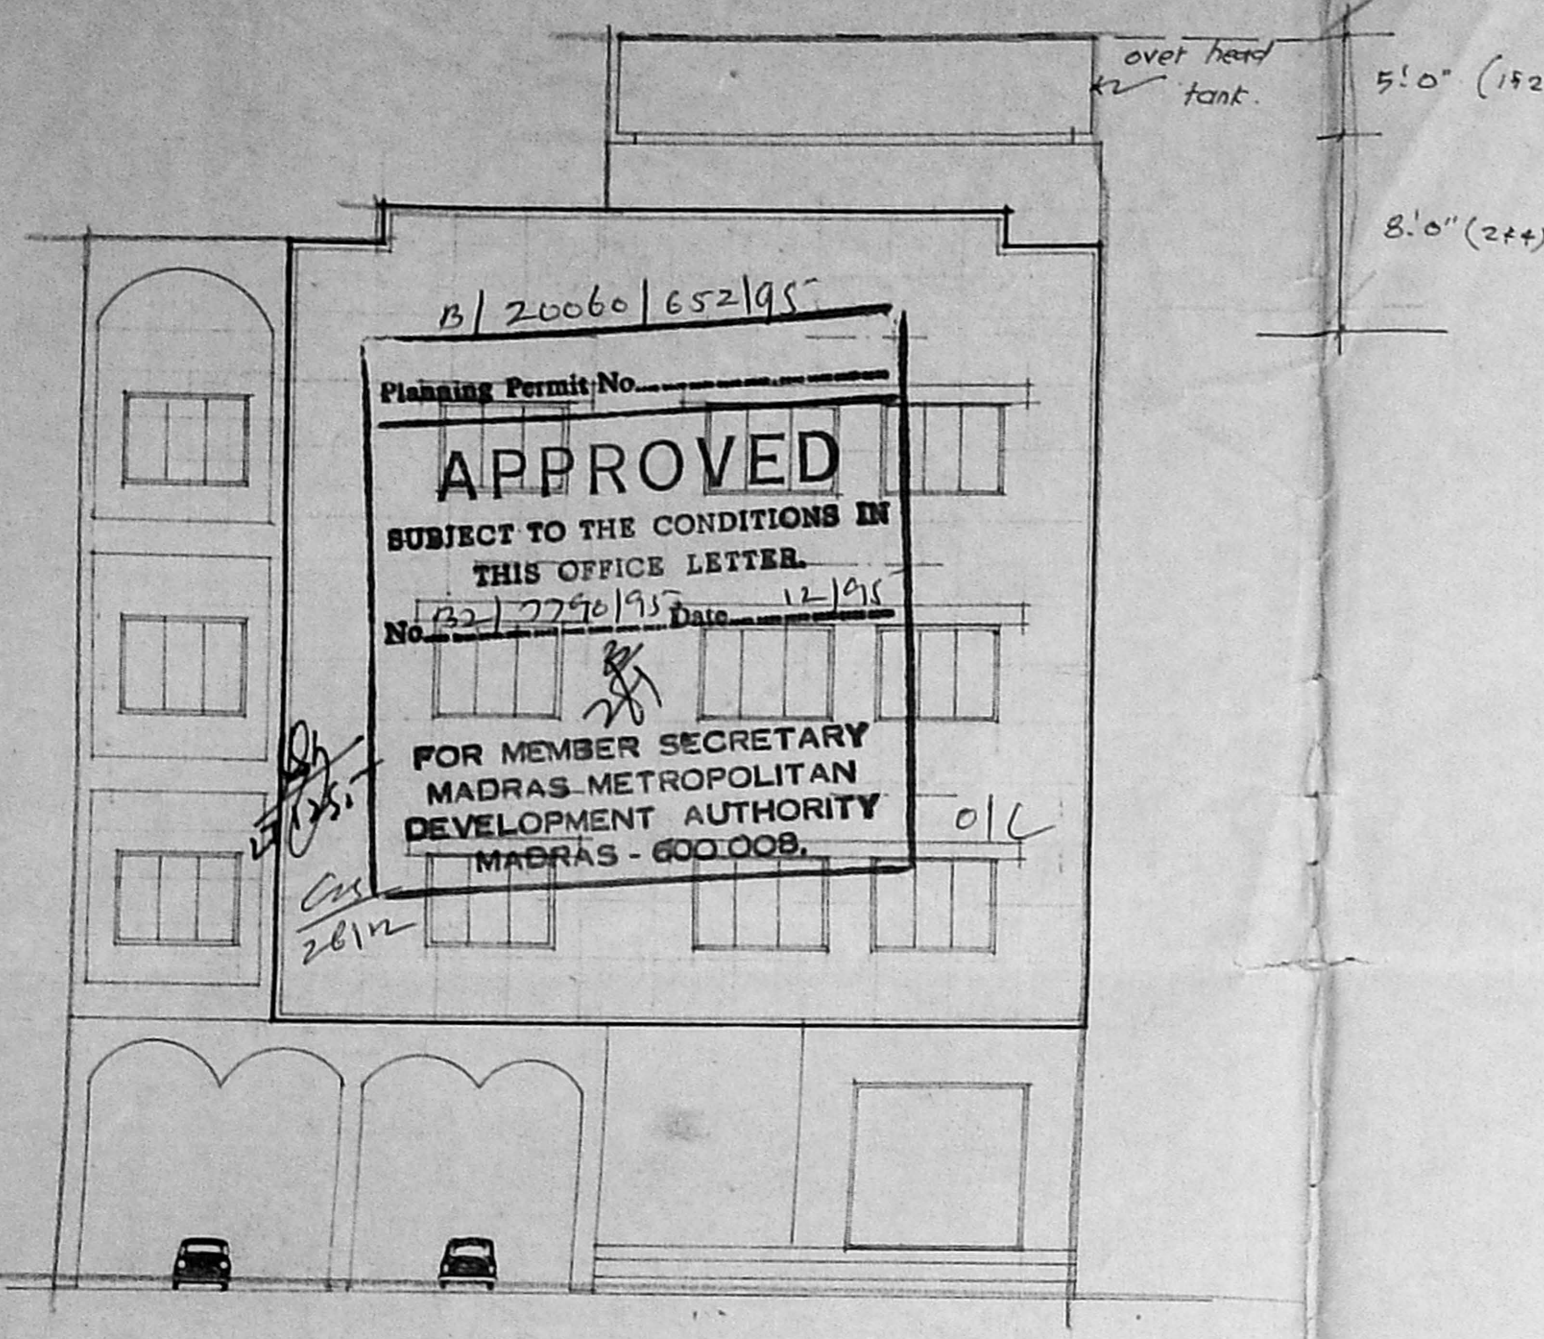 over head
tank.
5'0" (152
8'0" (244)
B/ 20060/652/95
Planning Permit No.
APPROVED
SUBJECT TO THE CONDITIONS IN
THIS OFFICE LETTER.
No B2/7790/95 Date 12/95
FOR MEMBER SECRETARY
MADRAS METROPOLITAN
DEVELOPMENT AUTHORITY
O/C
MADRAS - 600 008.
28/12